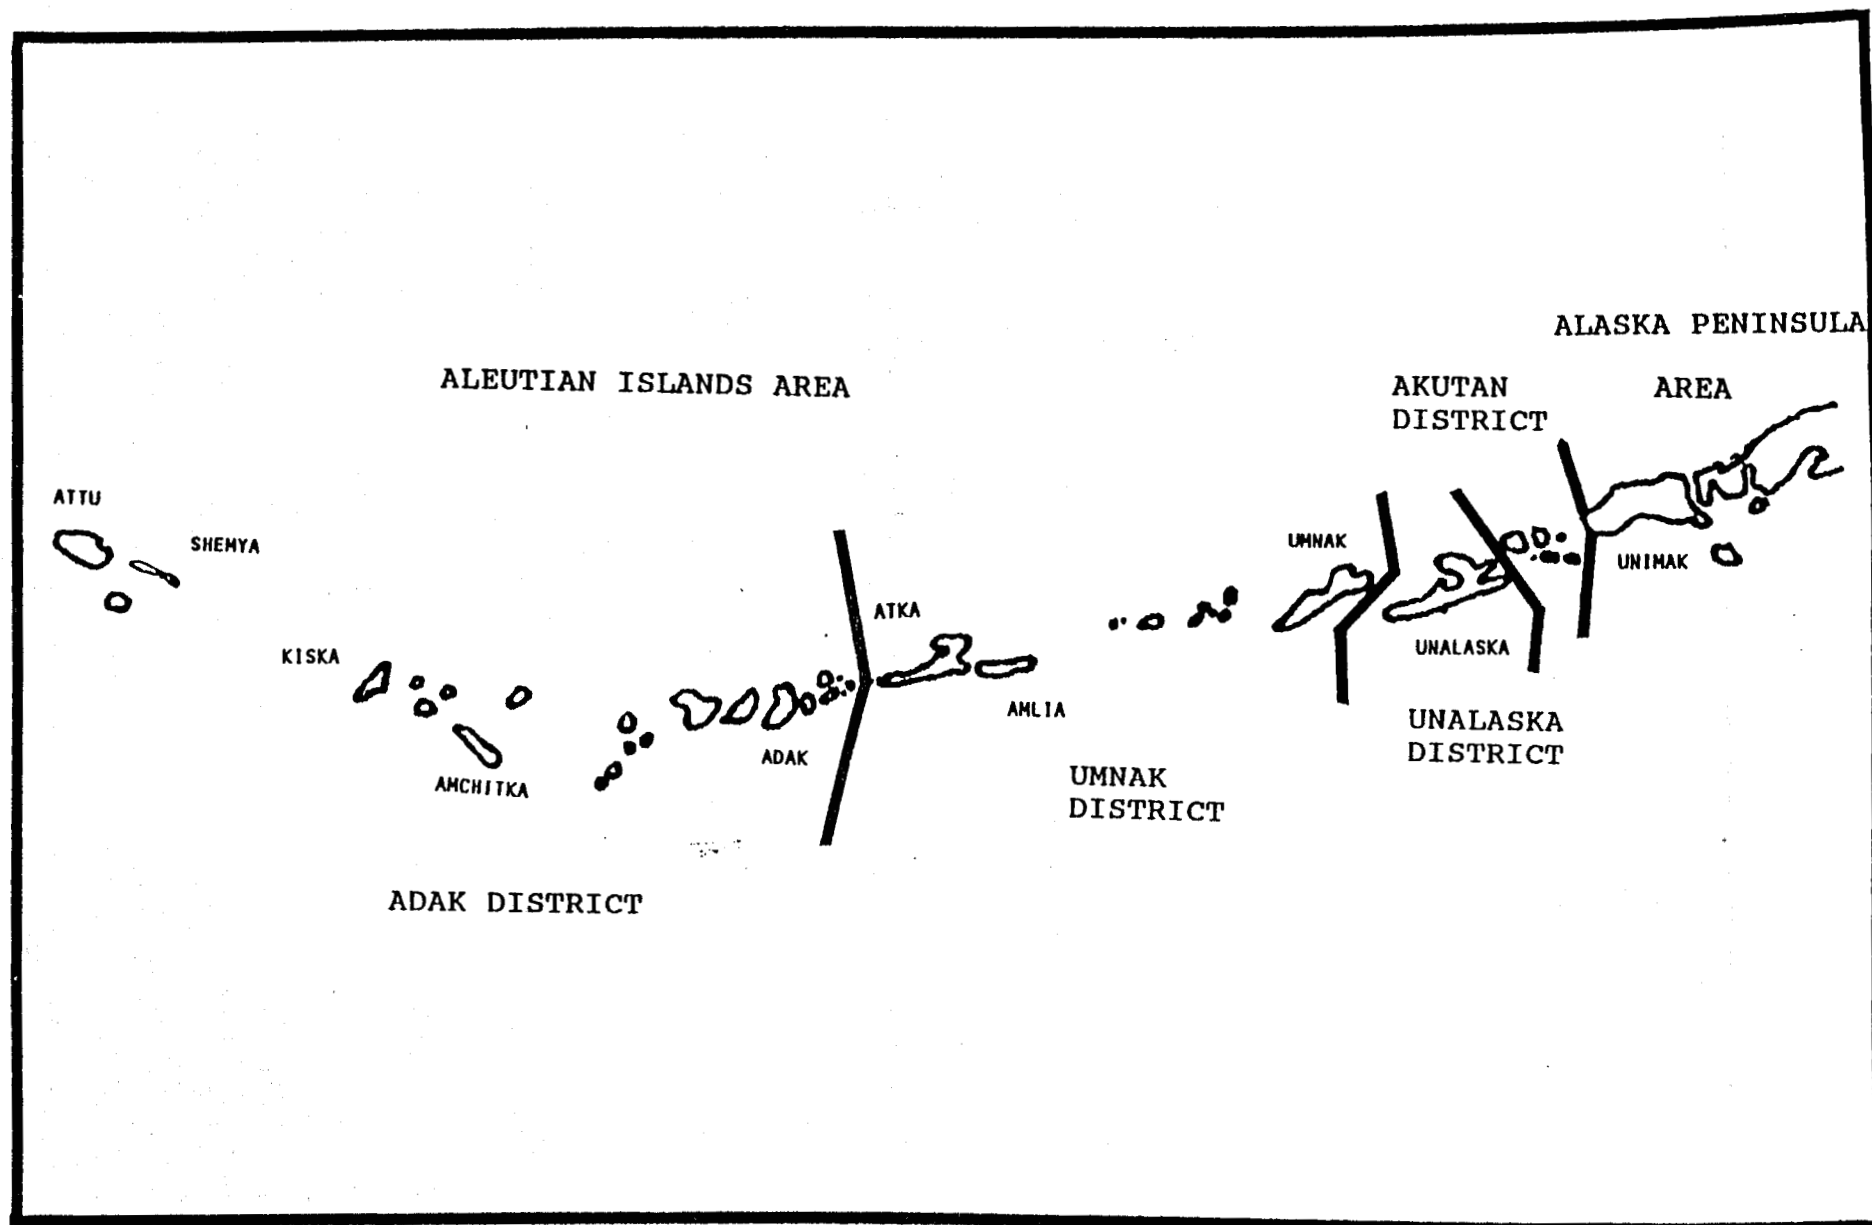 ALASKA PENINSULA
AREA
ALEUTIAN ISLANDS AREA
AKUTAN
DISTRICT
ATTU
SHEMYA
UMNAK
UNIMAK
ATKA
KISKA
UNALASKA
AMLIA
ADAK
AMCHITKA
UNALASKA
DISTRICT
UMNAK
DISTRICT
ADAK DISTRICT